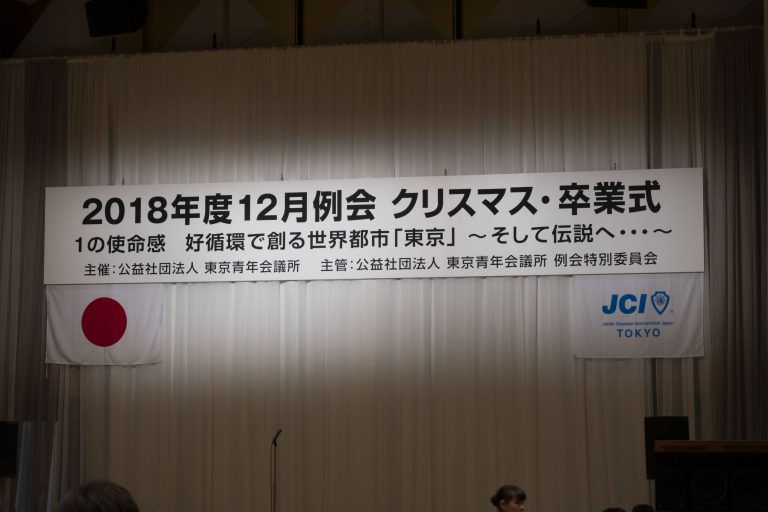 2018年度12月例会 クリスマス・卒業式
1の使命感 好循環で創る世界都市「東京」 ～そして伝説へ・・・～
主催:公益社団法人 東京青年会議所 主管:公益社団法人 東京青年会議所 例会特別委員会
JCI
Junior Chamber International Japan
TOKYO